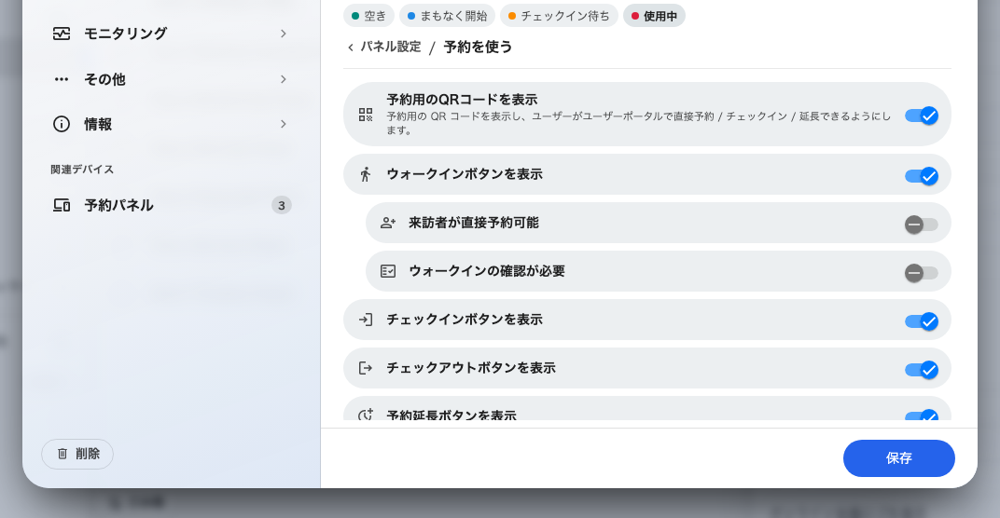 モニタリング
その他
情報
関連デバイス
予約パネル
3
削除
空き
まもなく開始
チェックイン待ち
使用中
パネル設定 / 予約を使う
予約用のQRコードを表示
予約用の QR コードを表示し、ユーザーがユーザーポータルで直接予約 / チェックイン / 延長できるようにし
ます。
ウォークインボタンを表示
来訪者が直接予約可能
ウォークインの確認が必要
チェックインボタンを表示
チェックアウトボタンを表示
予約延長ボタンを表示
保存